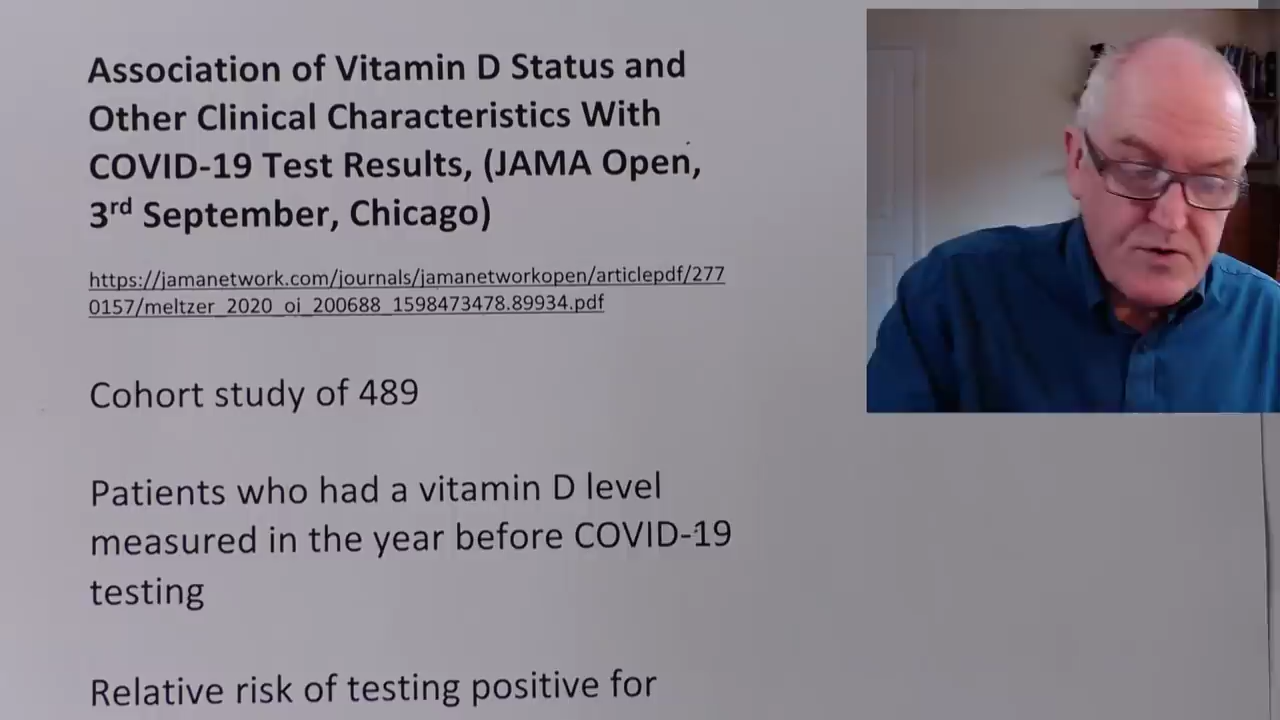 Association of Vitamin D Status and
Other Clinical Characteristics With
COVID-19 Test Results, (JAMA Open,
3rd September, Chicago)
https://jamanetwork.com/journals/jamanetworkopen/articlepdf/277
0157/meltzer_2020_oi_200688_1598473478.89934.pdf
Cohort study of 489
Patients who had a vitamin D level
measured in the year before COVID-19
testing
Relative risk of testing positive for